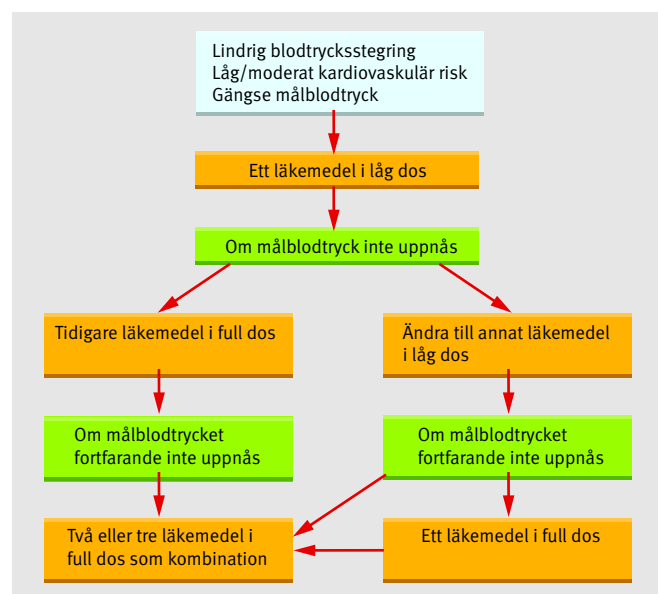 Lindrig blodtrycksstegring
Låg/moderat kardiovaskulär risk
Gängse målblodtryck
Ett läkemedel i låg dos
Om målblodtryck inte uppnås
Tidigare läkemedel i full dos
Ändra till annat läkemedel
i låg dos
Om målblodtrycket
fortfarande inte uppnås
Om målblodtrycket
fortfarande inte uppnås
Två eller tre läkemedel i
full dos som kombination
Ett läkemedel i full dos